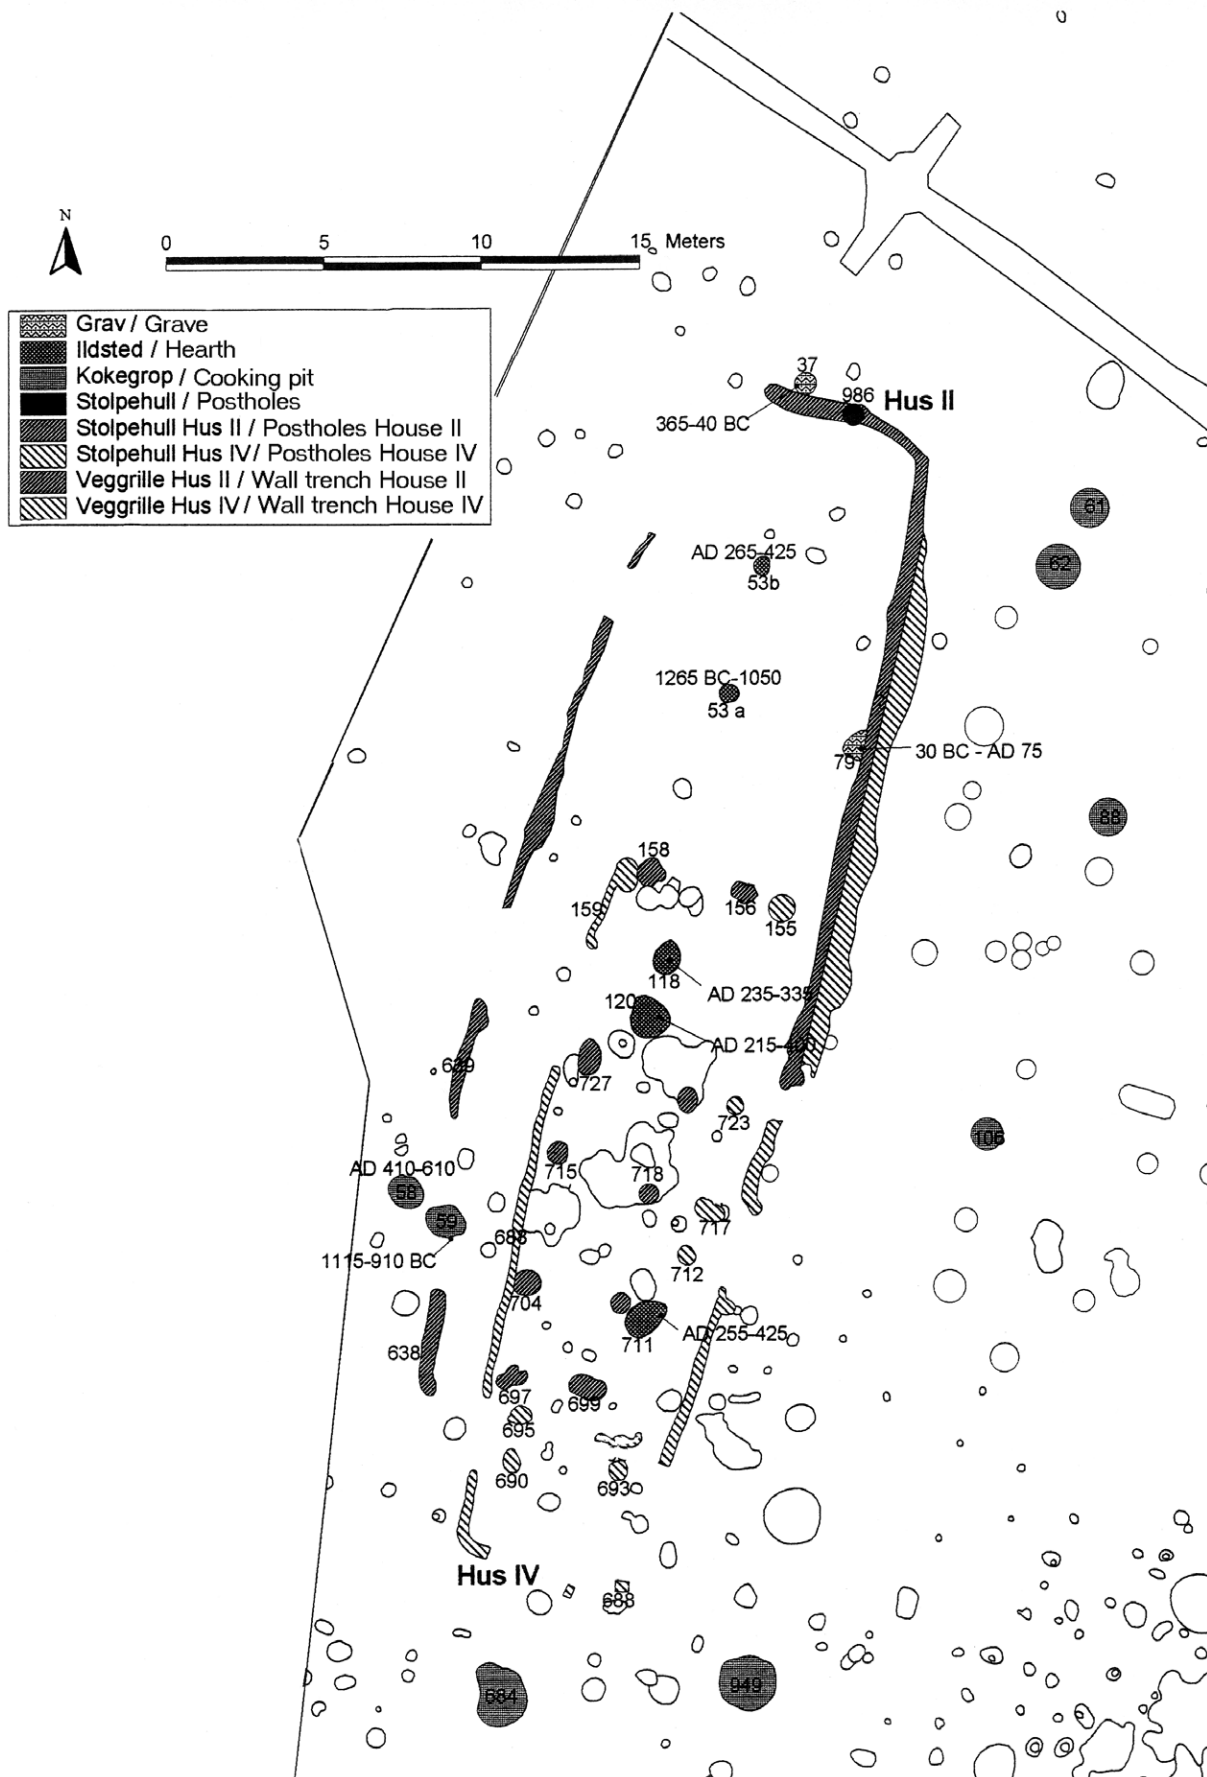 N
0 5 10 15 Meters
Grav / Grave
Ildsted / Hearth
Kokegrop / Cooking pit
Stolpehull / Postholes
Stolpehull Hus II / Postholes House II
Stolpehull Hus IV / Postholes House IV
Veggrille Hus II / Wall trench House II
Veggrille Hus IV / Wall trench House IV
37
986
Hus II
365-40 BC
61
AD 265-425
53b
62
1265 BC-1050
53 a
79
30 BC - AD 75
88
158
159
156
155
118
AD 235-335
120
AD 215-400
639
727
723
106
AD 410-610
58
715
718
59
688
717
1115-910 BC
712
704
711
AD 255-425
638
697
699
695
690
693
Hus IV
688
684
949